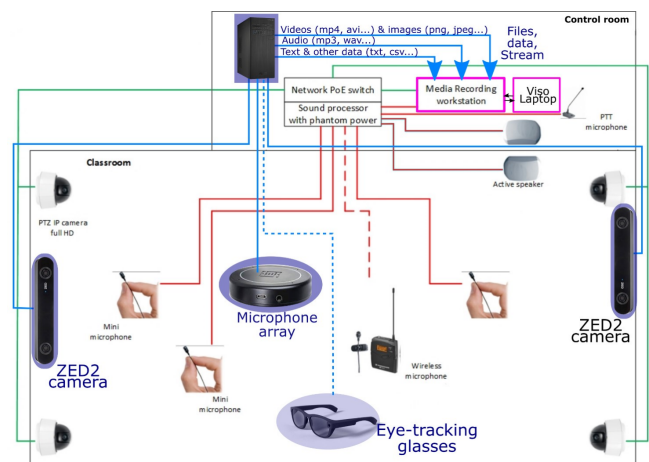 Control room
Videos (mp4, avi...) & images (png, jpeg...)
Audio (mp3, wav...)
Text & other data (txt, csv...)
Files,
data,
Stream
Network PoE switch
Sound processor
with phantom power
Media Recording
workstation
Viso
Laptop
PTT
microphone
Active speaker
Classroom
PTZ IP camera
full HD
Mini
microphone
Microphone
array
ZED2
camera
Mini
microphone
Wireless
microphone
ZED2
camera
Eye-tracking
glasses